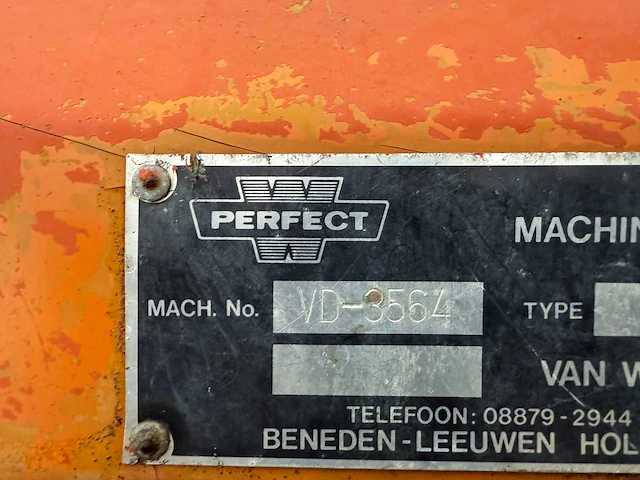 PERFECT
MACHIN
MACH. No. VD-3564 TYPE
VAN W
TELEFOON: 08879-2944
BENEDEN-LEEUWEN HOL